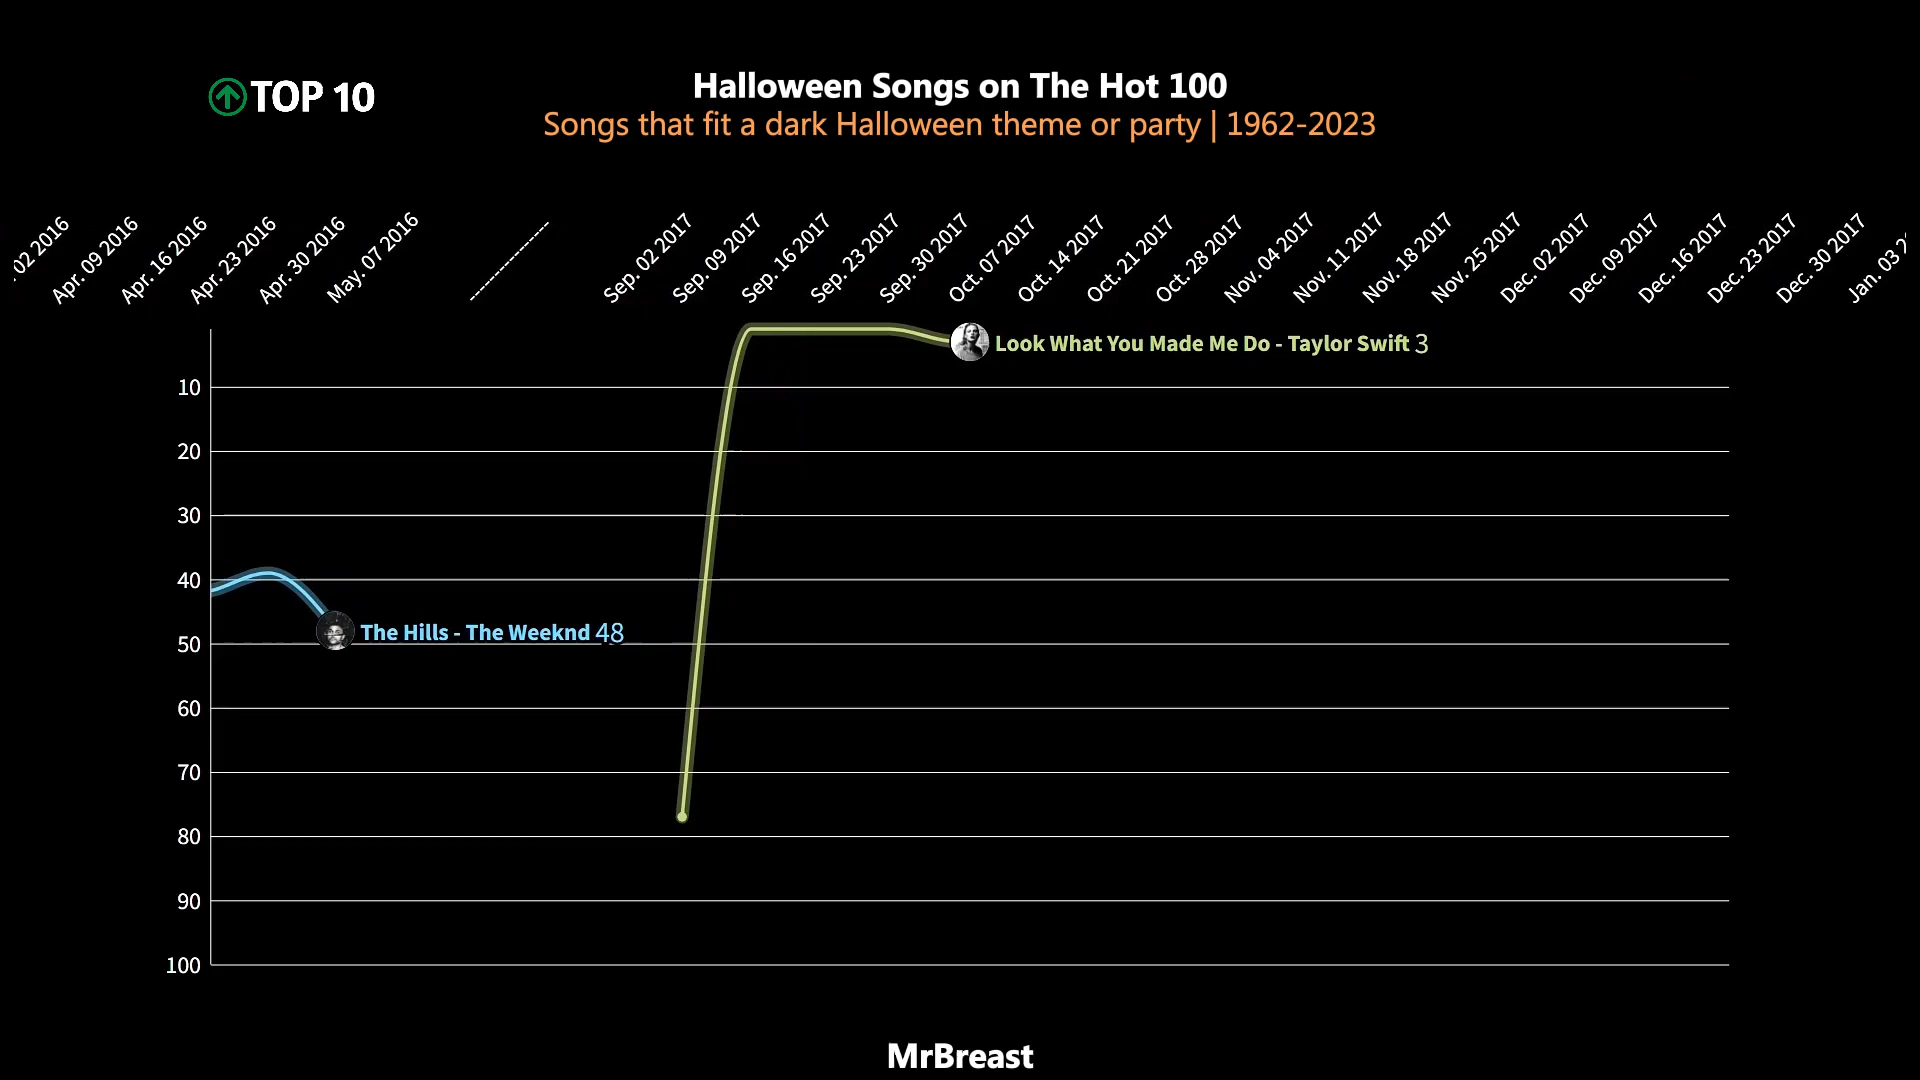 TOP 10
Halloween Songs on The Hot 100
Songs that fit a dark Halloween theme or party | 1962-2023
02 2016
Apr. 09 2016
Apr. 16 2016
Apr. 23 2016
Apr. 30 2016
May. 07 2016
Sep. 02 2017
Sep. 09 2017
Sep. 16 2017
Sep. 23 2017
Sep. 30 2017
Oct. 07 2017
Oct. 14 2017
Oct. 21 2017
Oct. 28 2017
Nov. 04 2017
Nov. 11 2017
Nov. 18 2017
Nov. 25 2017
Dec. 02 2017
Dec. 09 2017
Dec. 16 2017
Dec. 23 2017
Dec. 30 2017
Jan. 03
Look What You Made Me Do - Taylor Swift 3
10
20
30
40
The Hills - The Weeknd 48
50
60
70
80
90
100
MrBreast